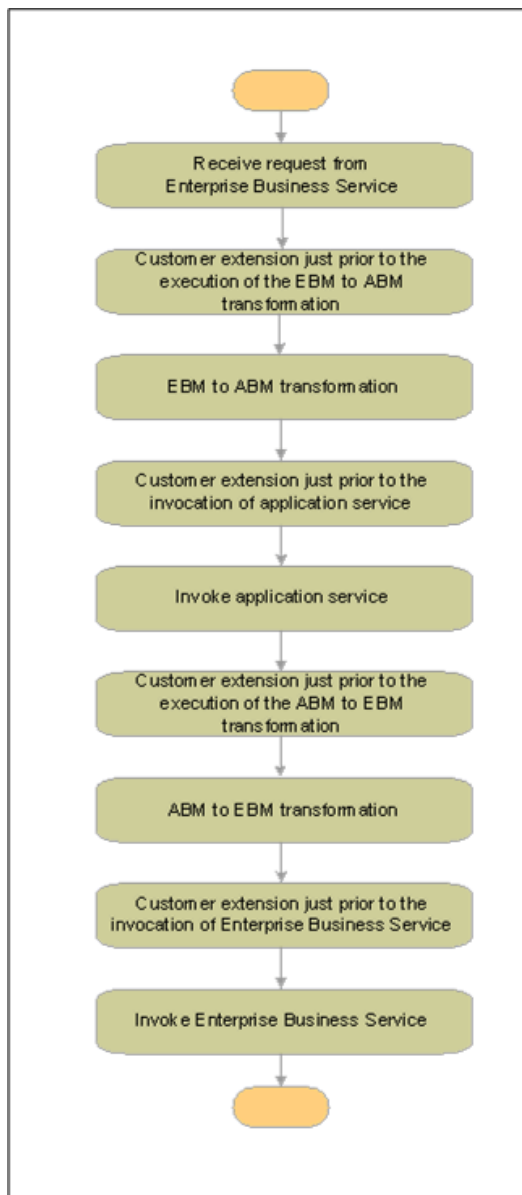 Receive request from
Enterprise Business Service
Customer extension just prior to the
execution of the EBM to ABM
transformation
EBM to ABM transformation
Customer extension just prior to the
invocation of application service
Invoke application service
Customer extension just prior to the
execution of the ABM to EBM
transformation
ABM to EBM transformation
Customer extension just prior to the
invocation of Enterprise Business Service
Invoke Enterprise Business Service